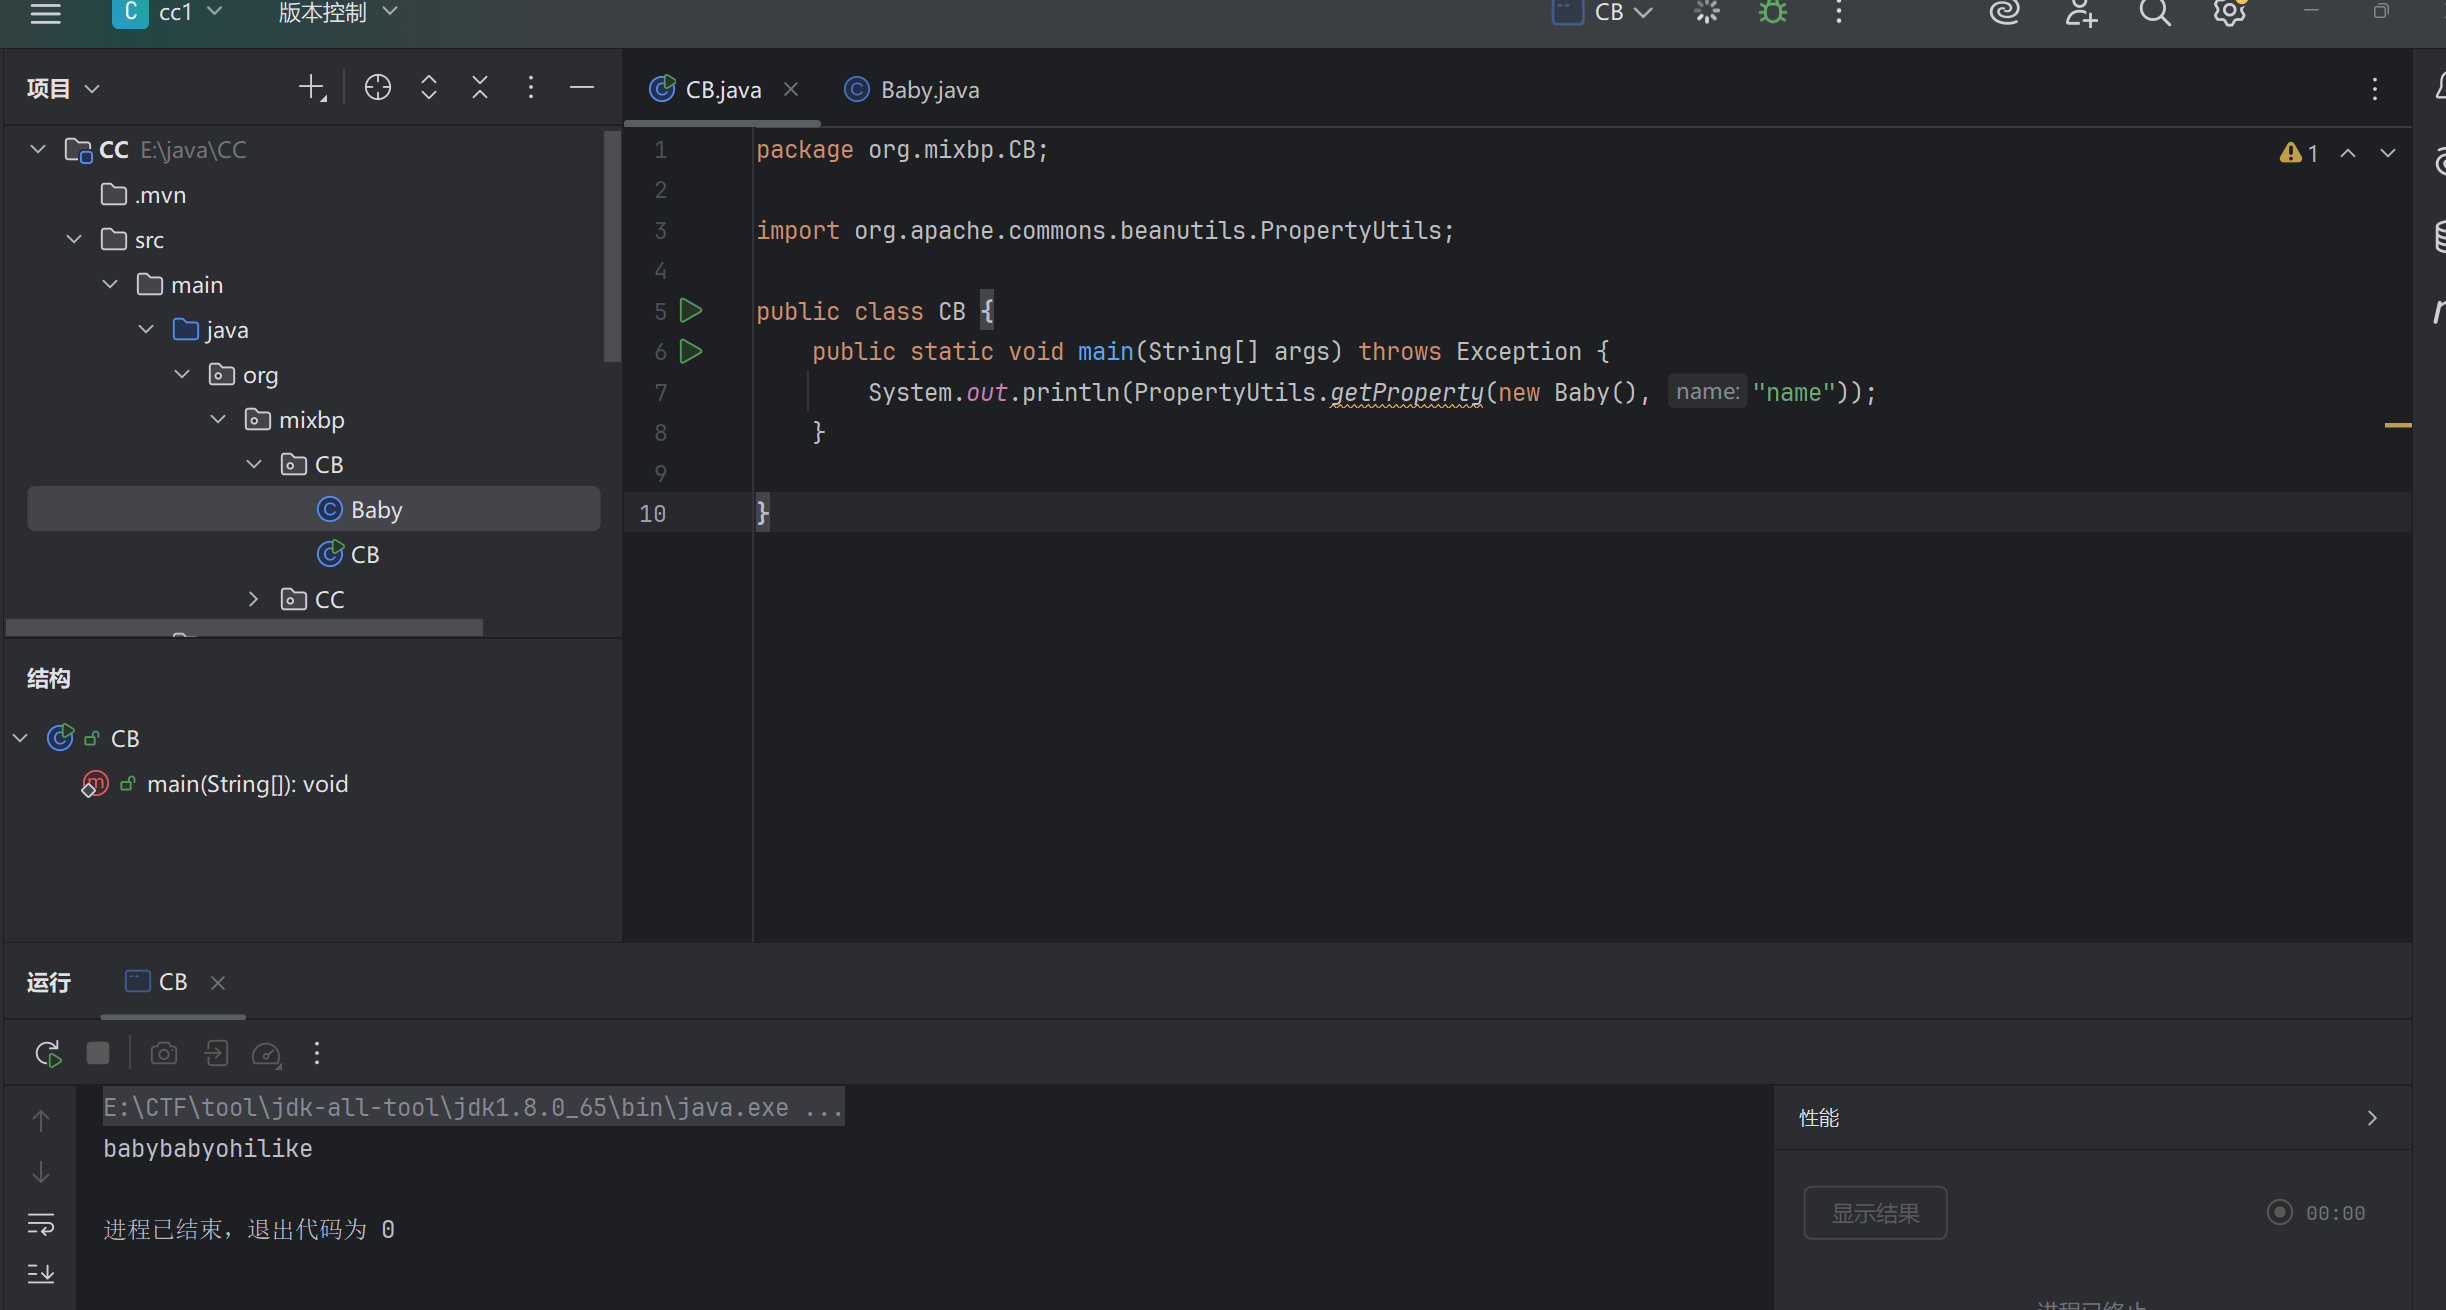 C cc1 版本控制 CB
项目
CC E:\java\CC
.mvn
src
main
java
org
mixbp
CB
Baby
CB
CC
结构
CB
main(String[]): void
CB.java Baby.java
1 package org.mixbp.CB;
2
3 import org.apache.commons.beanutils.PropertyUtils;
4
5 public class CB {
6 public static void main(String[] args) throws Exception {
7 System.out.println(PropertyUtils.getProperty(new Baby(), name: "name"));
8 }
9
10 }
1
运行 CB
E:\CTF\tool\jdk-all-tool\jdk1.8.0_65\bin\java.exe ...
babybabyohilike
进程已结束，退出代码为 0
性能
显示结果 00:00